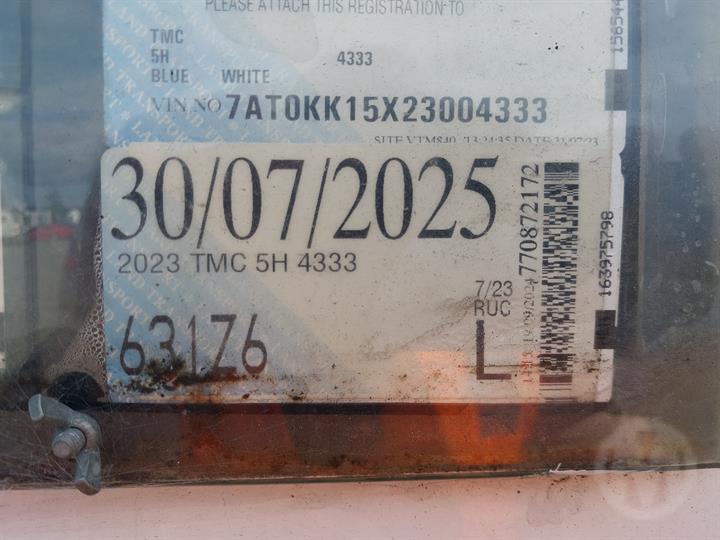 PLEASE ATTACH THIS REGISTRATION TO
TMC
5H 4333
BLUE WHITE
VIN NO 7AT0KK15X23004333
30/07/2025
2023 TMC 5H 4333
7/23
RUC
631Z6
L
770872172
163975798